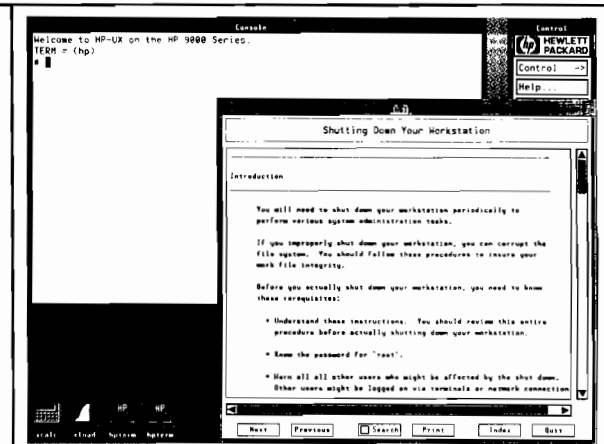 Console
Welcome to HP-UX on the HP 9000 Series.
TERM = (hp)
#
Control
hp HEWLETT
PACKARD
Control ->
Help...
Shutting Down Your Workstation
Introduction
You will need to shut down your workstation periodically to
perform various system administration tasks.
If you improperly shut down your workstation, you can corrupt the
file system. You should follow these procedures to insure your
work file integrity.
Before you actually shut down your workstation, you need to know
these rerequisites:
* Understand these instructions. You should review this entire
procedure before actually shutting down your workstation.
* Know the password for 'root'.
* Warn all all other users who might be affected by the shut down.
Other users might be logged on via terminals or network connection
Next Previous Search Print Index Quit
HP HP
xcalc xload hpterm hpterm